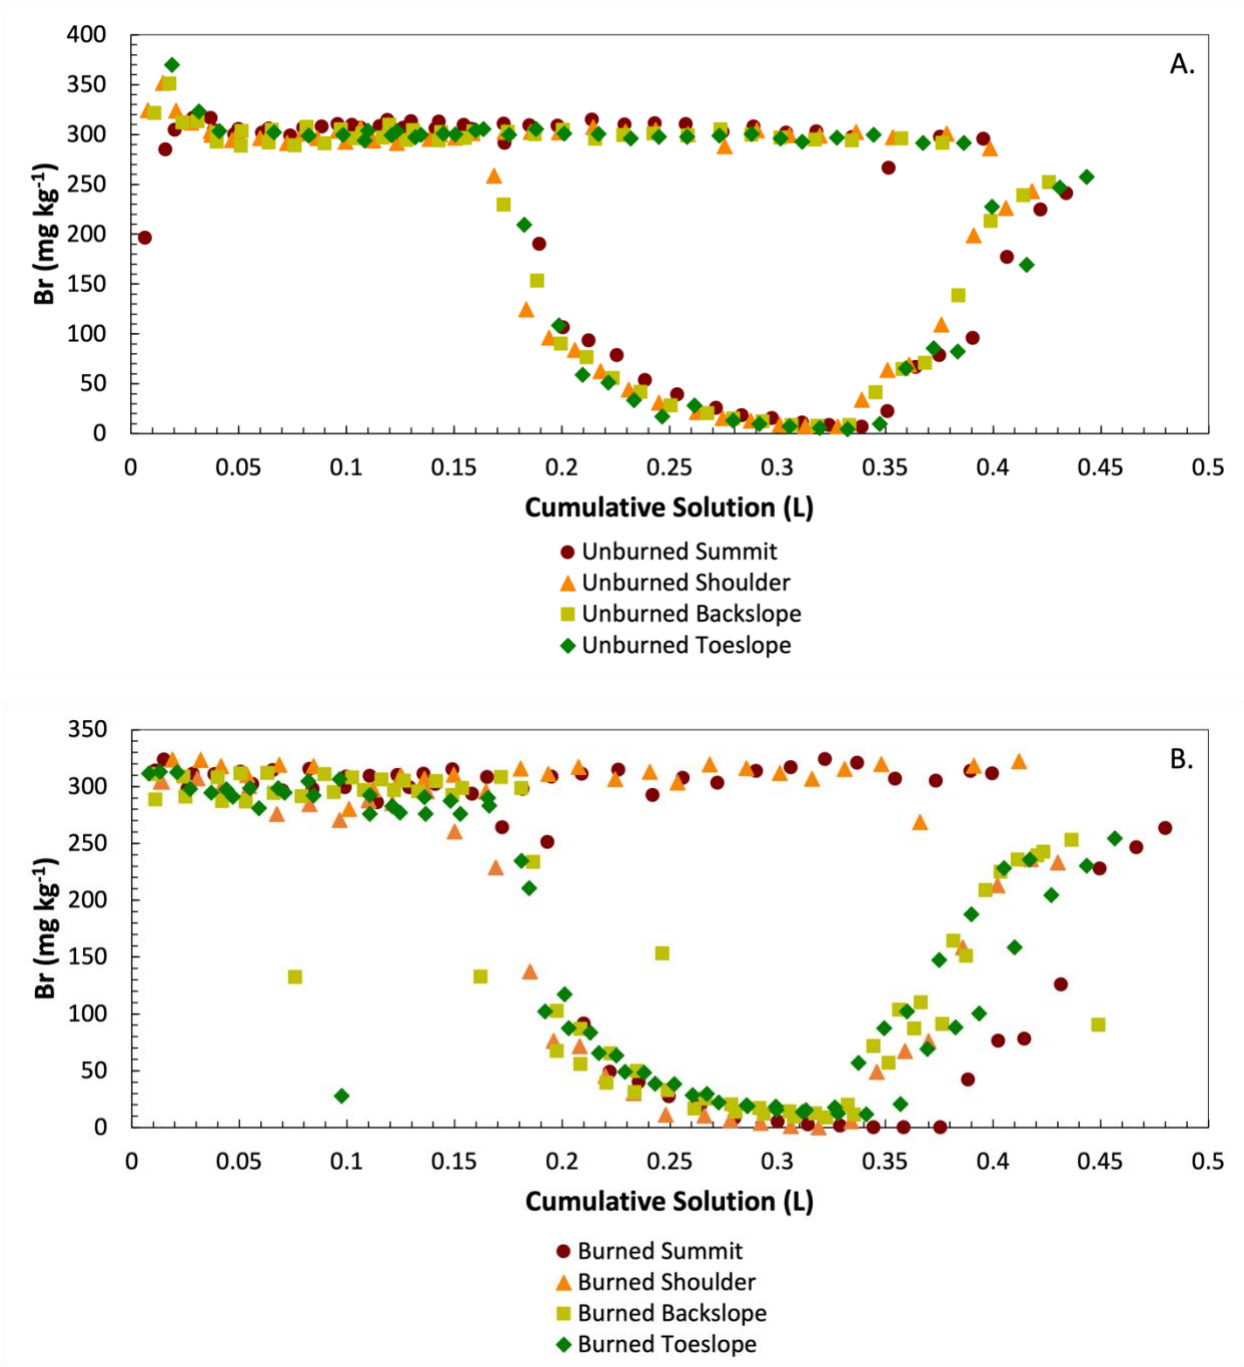 A.
400
350
300
250
200
150
100
50
0
Br (mg kg⁻¹)
0 0.05 0.1 0.15 0.2 0.25 0.3 0.35 0.4 0.45 0.5
Cumulative Solution (L)
Unburned Summit
Unburned Shoulder
Unburned Backslope
Unburned Toeslope
B.
350
300
250
200
150
100
50
0
Br (mg kg⁻¹)
0 0.05 0.1 0.15 0.2 0.25 0.3 0.35 0.4 0.45 0.5
Cumulative Solution (L)
Burned Summit
Burned Shoulder
Burned Backslope
Burned Toeslope